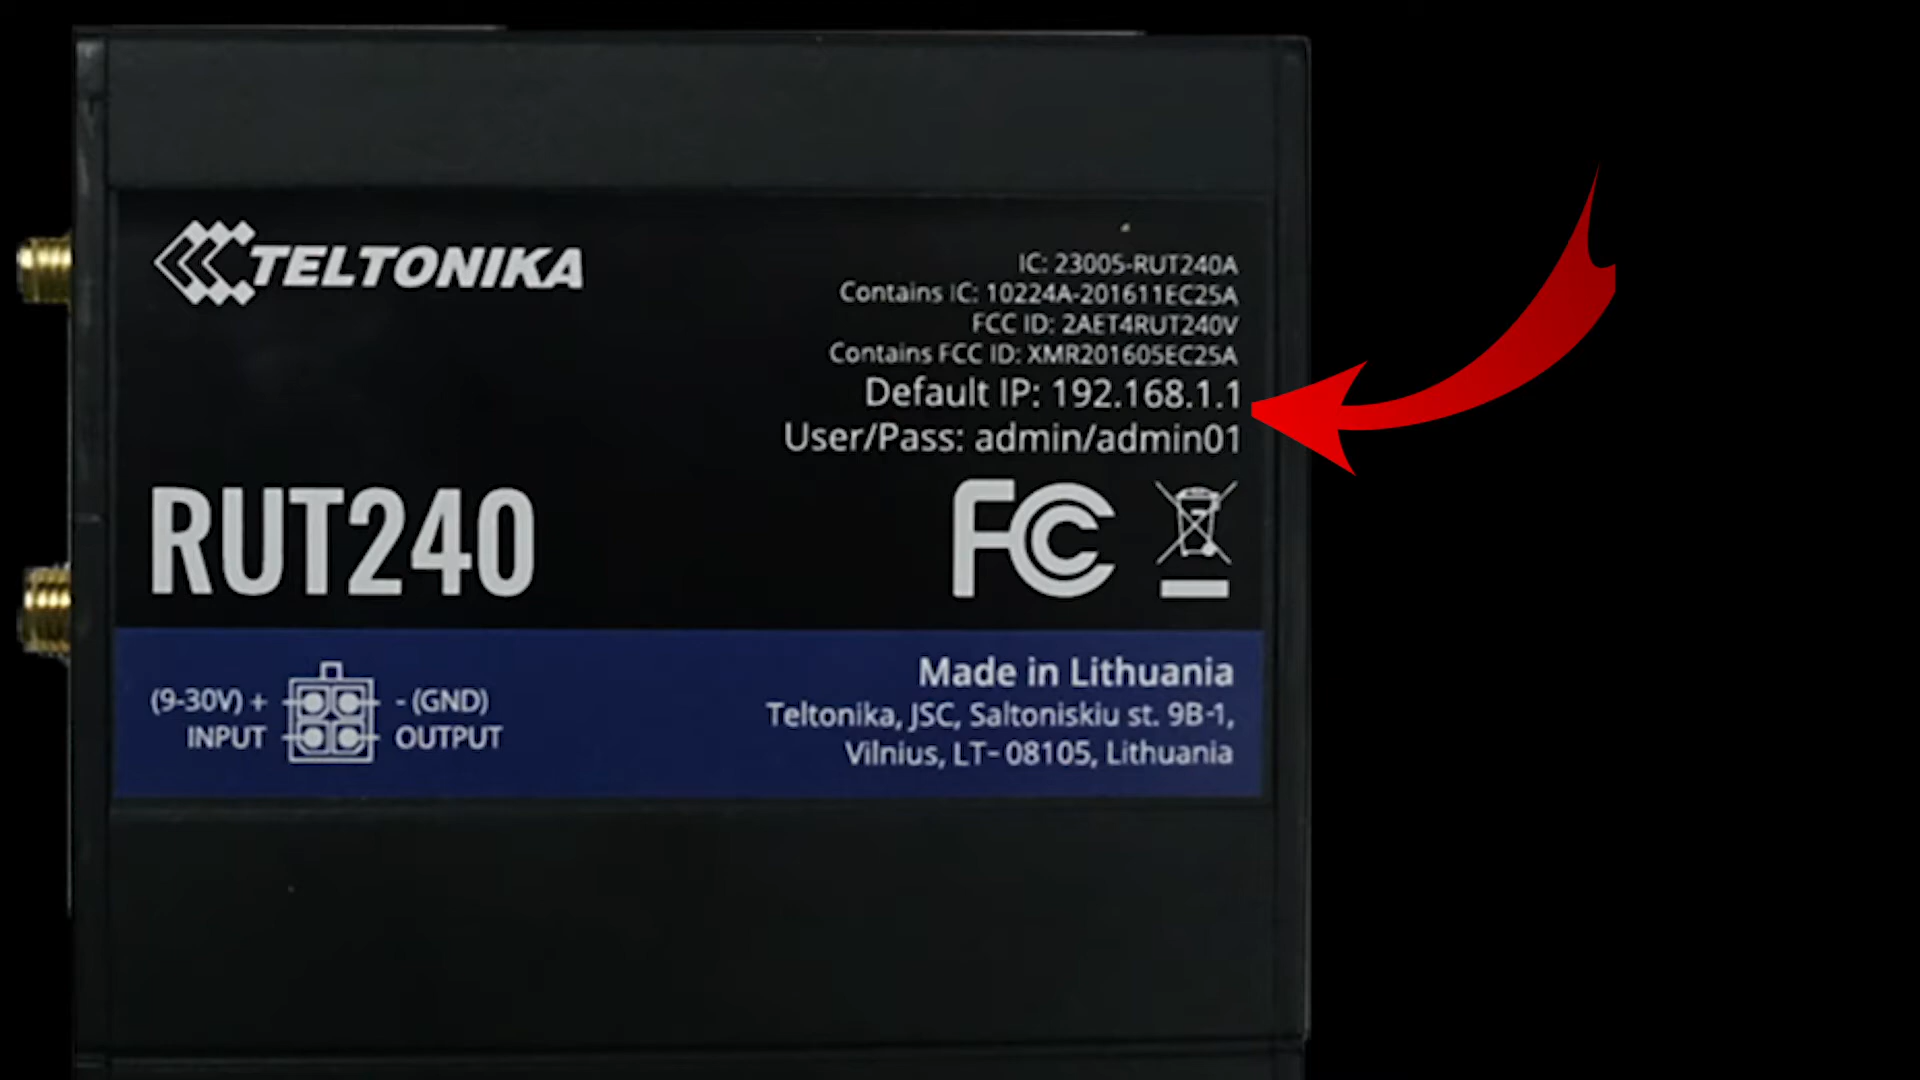 TELTONIKA
IC: 23005-RUT240A
Contains IC: 10224A-201611EC25A
FCC ID: 2AET4RUT240V
Contains FCC ID: XMR201605EC25A
Default IP: 192.168.1.1
User/Pass: admin/admin01
RUT240
FC
(9-30V) + - (GND)
INPUT OUTPUT
Made in Lithuania
Teltonika, JSC, Saltoniskiu st. 9B-1,
Vilnius, LT- 08105, Lithuania